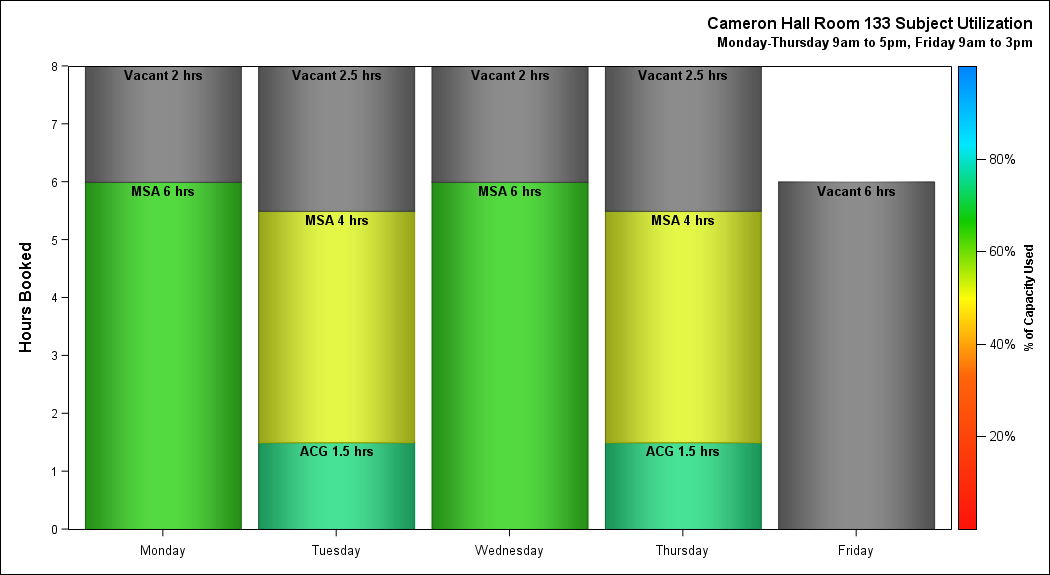 Cameron Hall Room 133 Subject Utilization
Monday-Thursday 9am to 5pm, Friday 9am to 3pm
Hours Booked
8
7
6
5
4
3
2
1
0
Vacant 2 hrs
MSA 6 hrs
Vacant 2.5 hrs
MSA 4 hrs
ACG 1.5 hrs
Vacant 2 hrs
MSA 6 hrs
Vacant 2.5 hrs
MSA 4 hrs
ACG 1.5 hrs
Vacant 6 hrs
Monday
Tuesday
Wednesday
Thursday
Friday
80%
60%
40%
20%
% of Capacity Used